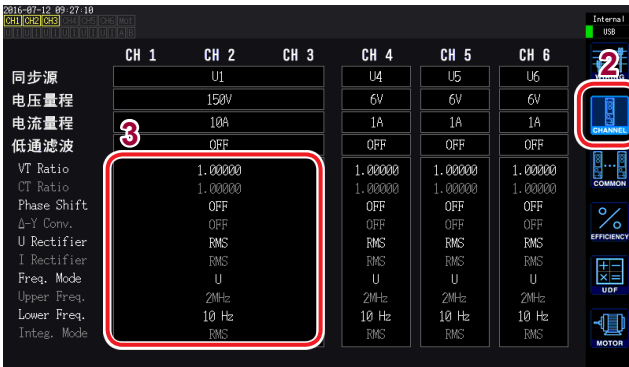 2016-07-12 09:27:10
CH1 CH2 CH3 CH4 CH5 CH6 Mot
U I U I U I U I U I U I A B
Internal
USB
CH 1 CH 2 CH 3 CH 4 CH 5 CH 6
2
同步源 U1 U4 U5 U6
电压量程 150V 6V 6V 6V
电流量程 10A 1A 1A 1A
CHANNEL
3
低通滤波 OFF OFF OFF OFF
VT Ratio 1.00000 1.00000 1.00000 1.00000
CT Ratio 1.00000 1.00000 1.00000 1.00000
COMMON
Phase Shift OFF OFF OFF OFF
Δ-Y Conv. OFF OFF OFF OFF
U Rectifier RMS RMS RMS RMS
EFFICIENCY
I Rectifier RMS RMS RMS RMS
Freq. Mode U U U U
UDF
Upper Freq. 2MHz 2MHz 2MHz 2MHz
Lower Freq. 10 Hz 10 Hz 10 Hz 10 Hz
Integ. Mode RMS RMS RMS RMS
MOTOR